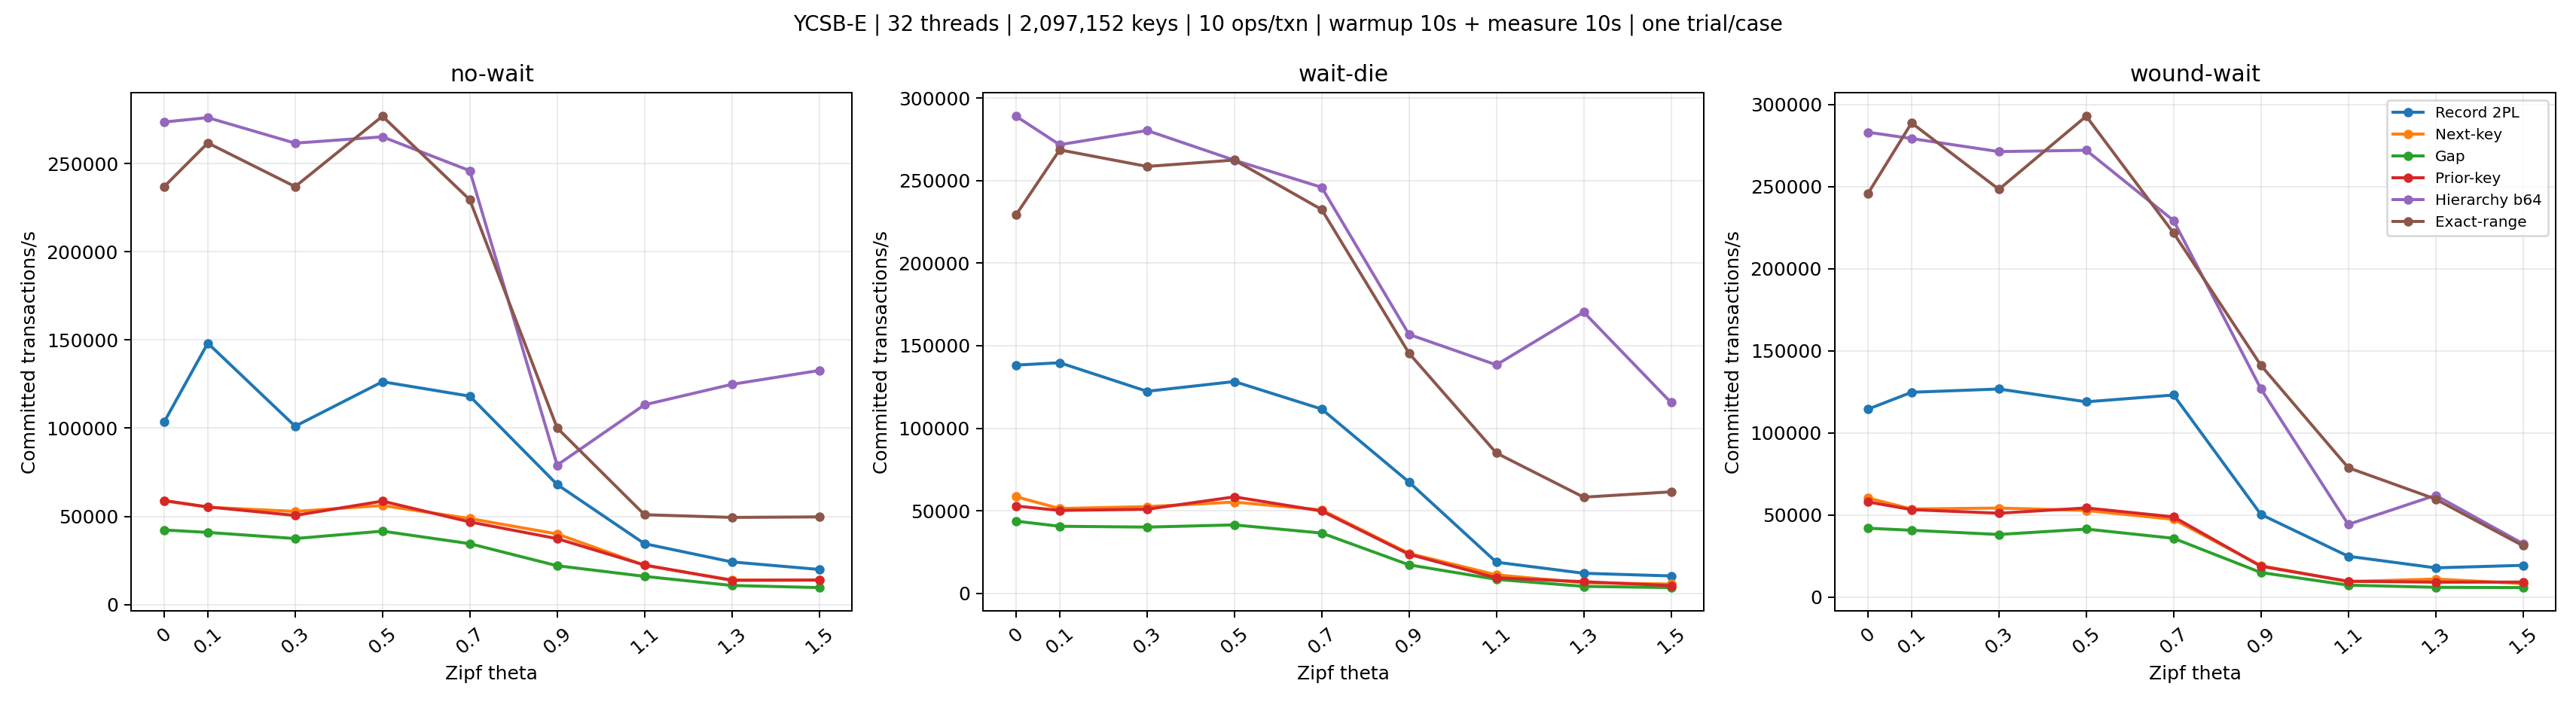 YCSB-E | 32 threads | 2,097,152 keys | 10 ops/txn | warmup 10s + measure 10s | one trial/case
no-wait
Committed transactions/s
250000
200000
150000
100000
50000
0
0
0.1
0.3
0.5
0.7
0.9
1.1
1.3
1.5
Zipf theta
wait-die
Committed transactions/s
300000
250000
200000
150000
100000
50000
0
0
0.1
0.3
0.5
0.7
0.9
1.1
1.3
1.5
Zipf theta
wound-wait
Committed transactions/s
300000
250000
200000
150000
100000
50000
0
0
0.1
0.3
0.5
0.7
0.9
1.1
1.3
1.5
Zipf theta
Record 2PL
Next-key
Gap
Prior-key
Hierarchy b64
Exact-range